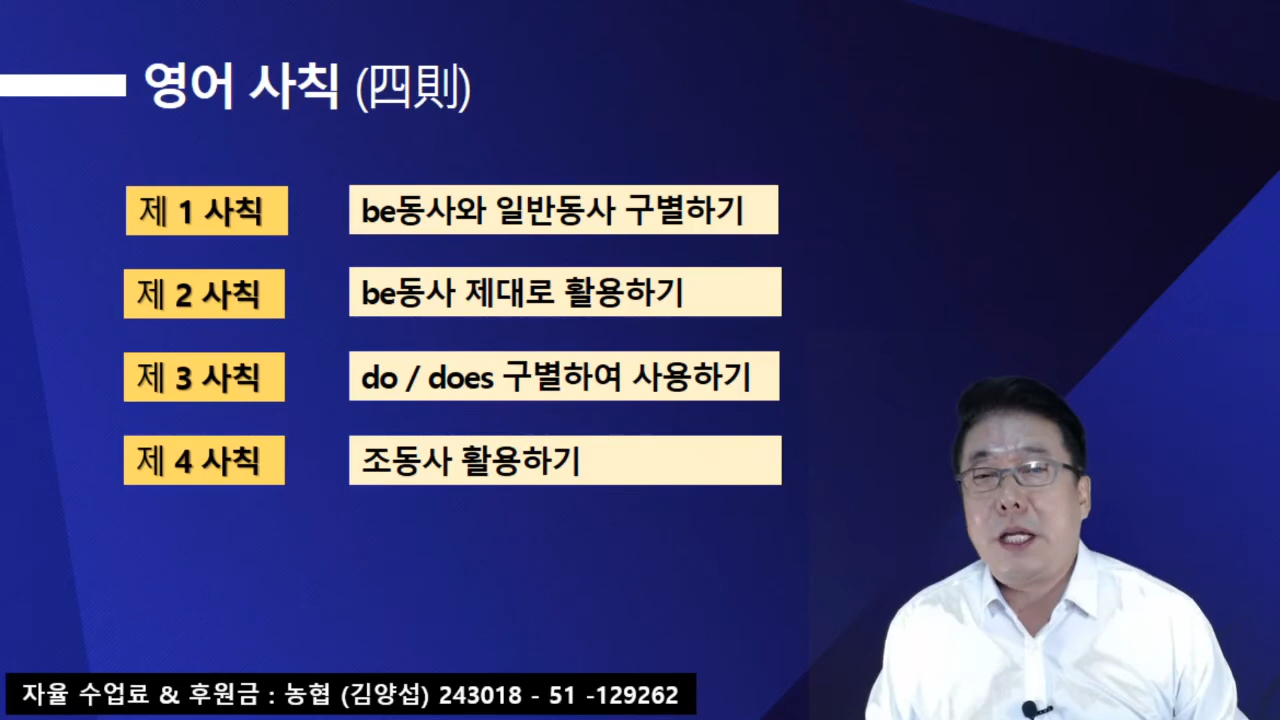 영어 사칙 (四則)
제 1 사칙 be동사와 일반동사 구별하기
제 2 사칙 be동사 제대로 활용하기
제 3 사칙 do / does 구별하여 사용하기
제 4 사칙 조동사 활용하기
자율 수업료 & 후원금 : 농협 (김양섭) 243018 - 51 -129262